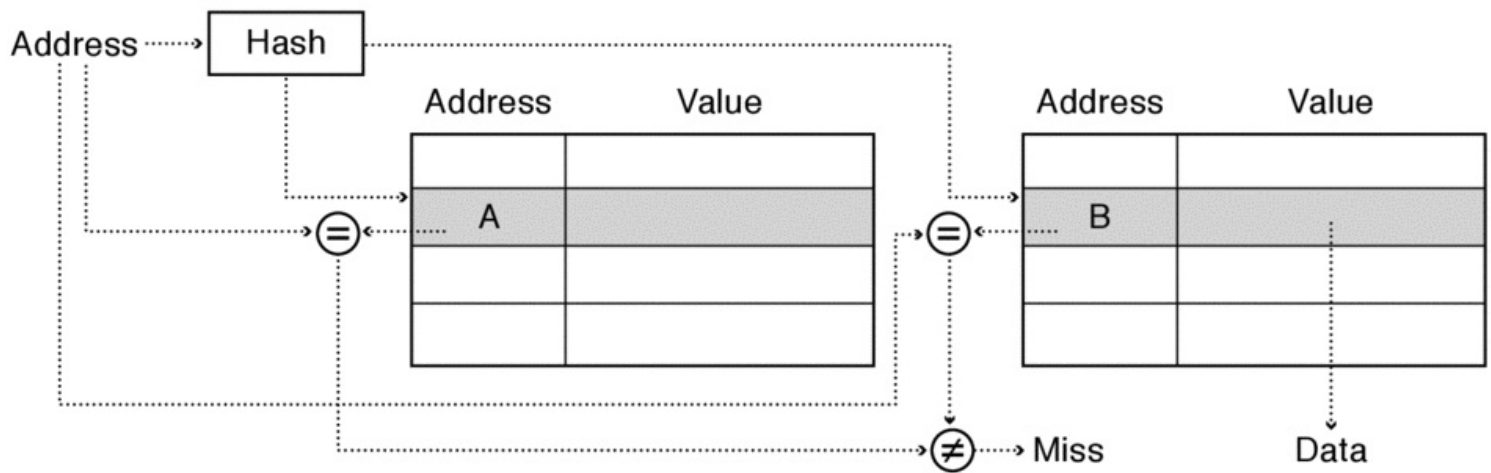 Address
Hash
Address Value
Address Value
A
=
=
B
≠
Miss
Data